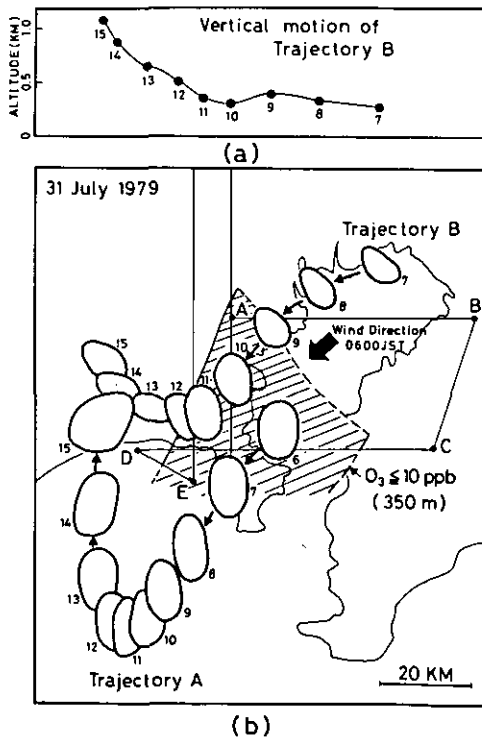 Vertical motion of
Trajectory B
ALTITUDE(KM)
1.0
0.5
0
15
14
13
12
11
10
9
8
7
(a)
31 July 1979
Trajectory B
7
8
9
A
B
Wind Direction
0600JST
10
11
12
13
14
15
15
D
C
E
6
7
O₃ ≦ 10 ppb
(350 m)
14
8
13
9
10
12
11
Trajectory A
20 KM
(b)